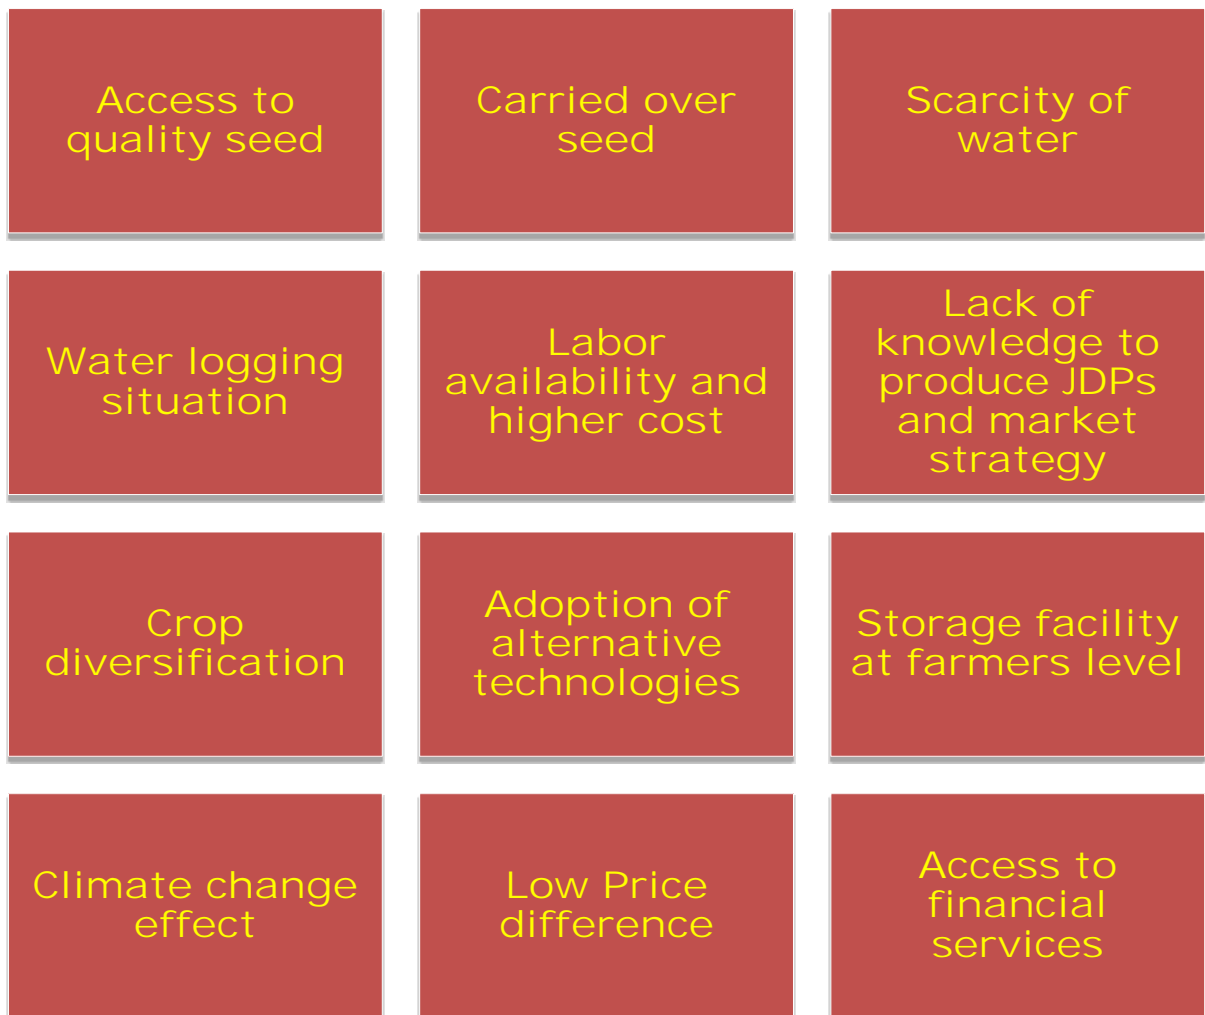 Access to
quality seed
Carried over
seed
Scarcity of
water
Water logging
situation
Labor
availability and
higher cost
Lack of
knowledge to
produce JDPs
and market
strategy
Crop
diversification
Adoption of
alternative
technologies
Storage facility
at farmers level
Climate change
effect
Low Price
difference
Access to
financial
services